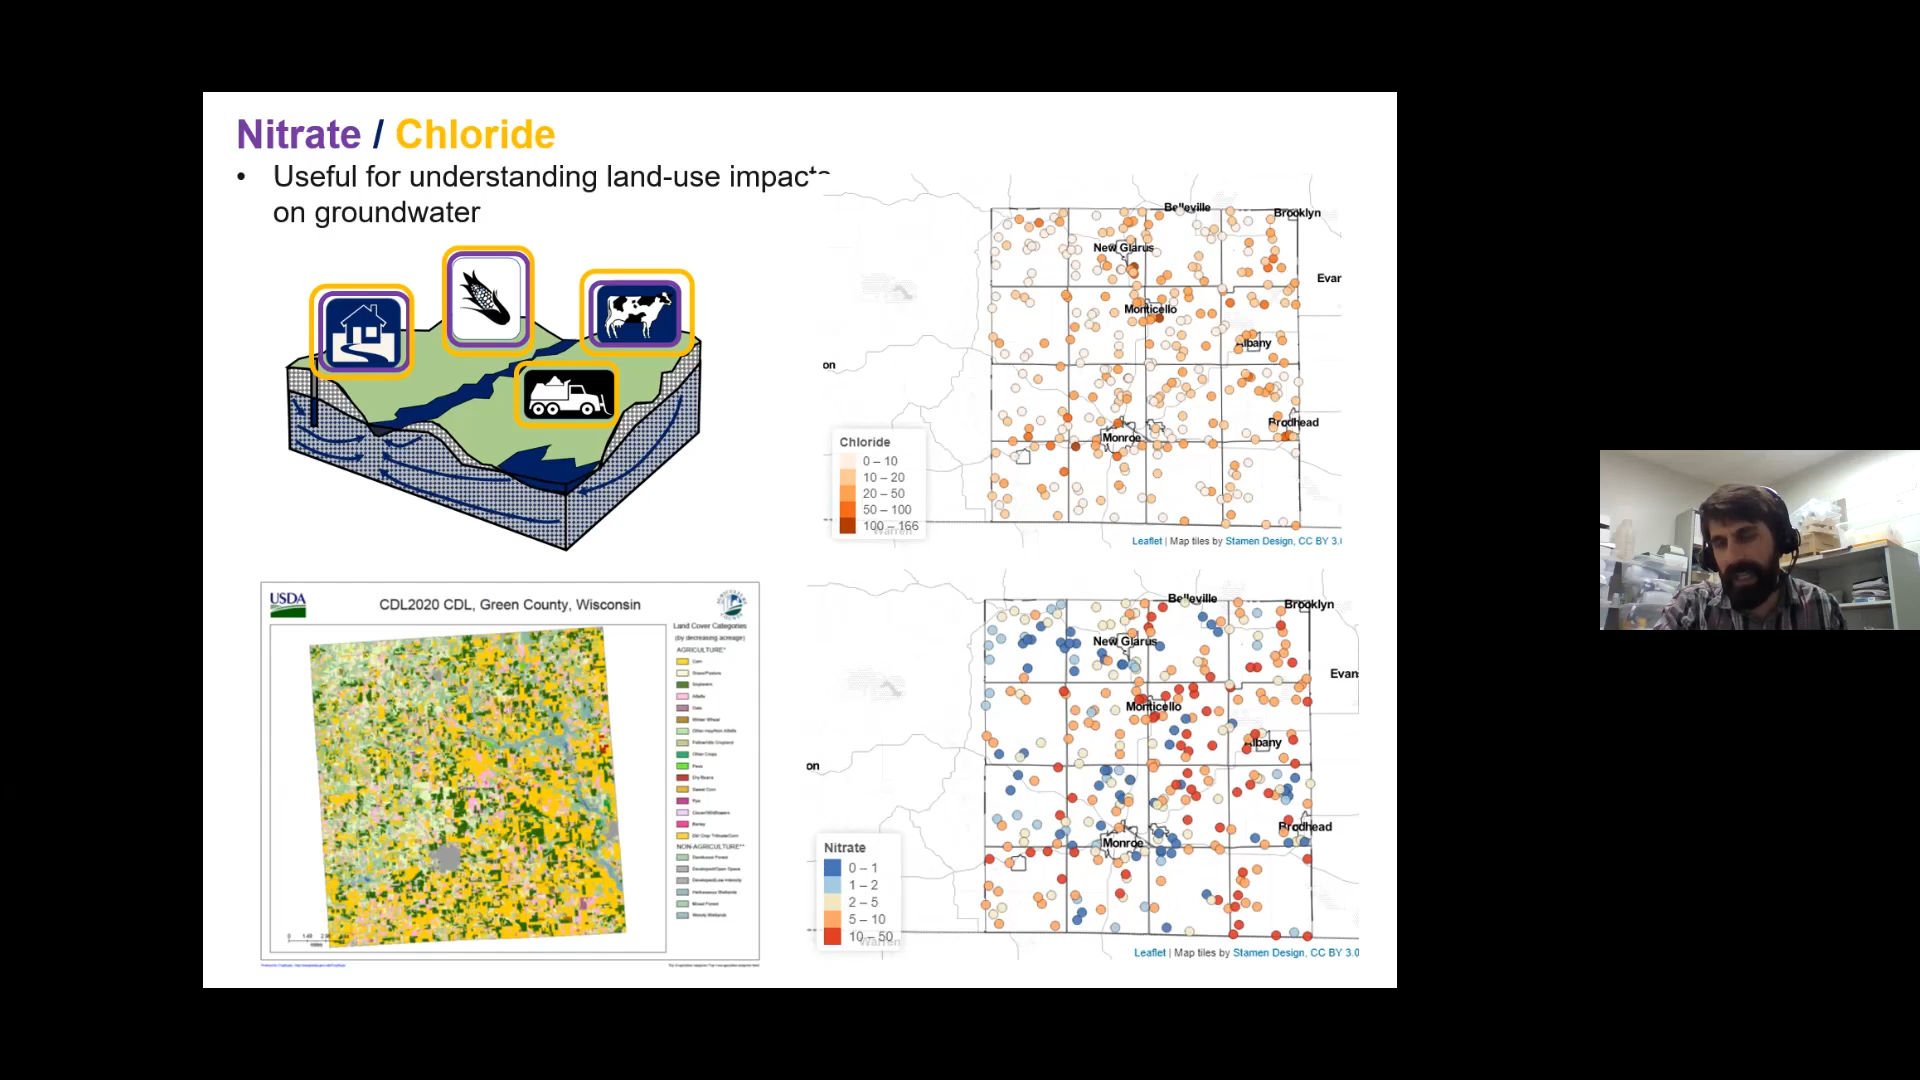 Nitrate / Chloride
• Useful for understanding land-use impacts
on groundwater
Belleville
Brooklyn
New Glarus
Evan
Monticello
Albany
on
Brodhead
Monroe
Chloride
0 – 10
10 – 20
20 – 50
50 – 100
100 – 166
Warren
Leaflet | Map tiles by Stamen Design, CC BY 3.0
USDA
CDL2020 CDL, Green County, Wisconsin
Land Cover Categories
(by decreasing acreage)
AGRICULTURE*
Corn
Grass/Pasture
Soybeans
Alfalfa
Oats
Winter Wheat
Other Hay/Non Alfalfa
Fallow/Idle Cropland
Other Crops
Peas
Dry Beans
Sweet Corn
Rye
Clover/Wildflowers
Barley
NON-AGRICULTURE**
Deciduous Forest
Developed/Open Space
Developed/Low Intensity
Herbaceous Wetlands
Mixed Forest
Woody Wetlands
Belleville
Brooklyn
New Glarus
Evans
Monticello
Albany
on
Brodhead
Monroe
Nitrate
0 – 1
1 – 2
2 – 5
5 – 10
10 – 50
Warren
Leaflet | Map tiles by Stamen Design, CC BY 3.0